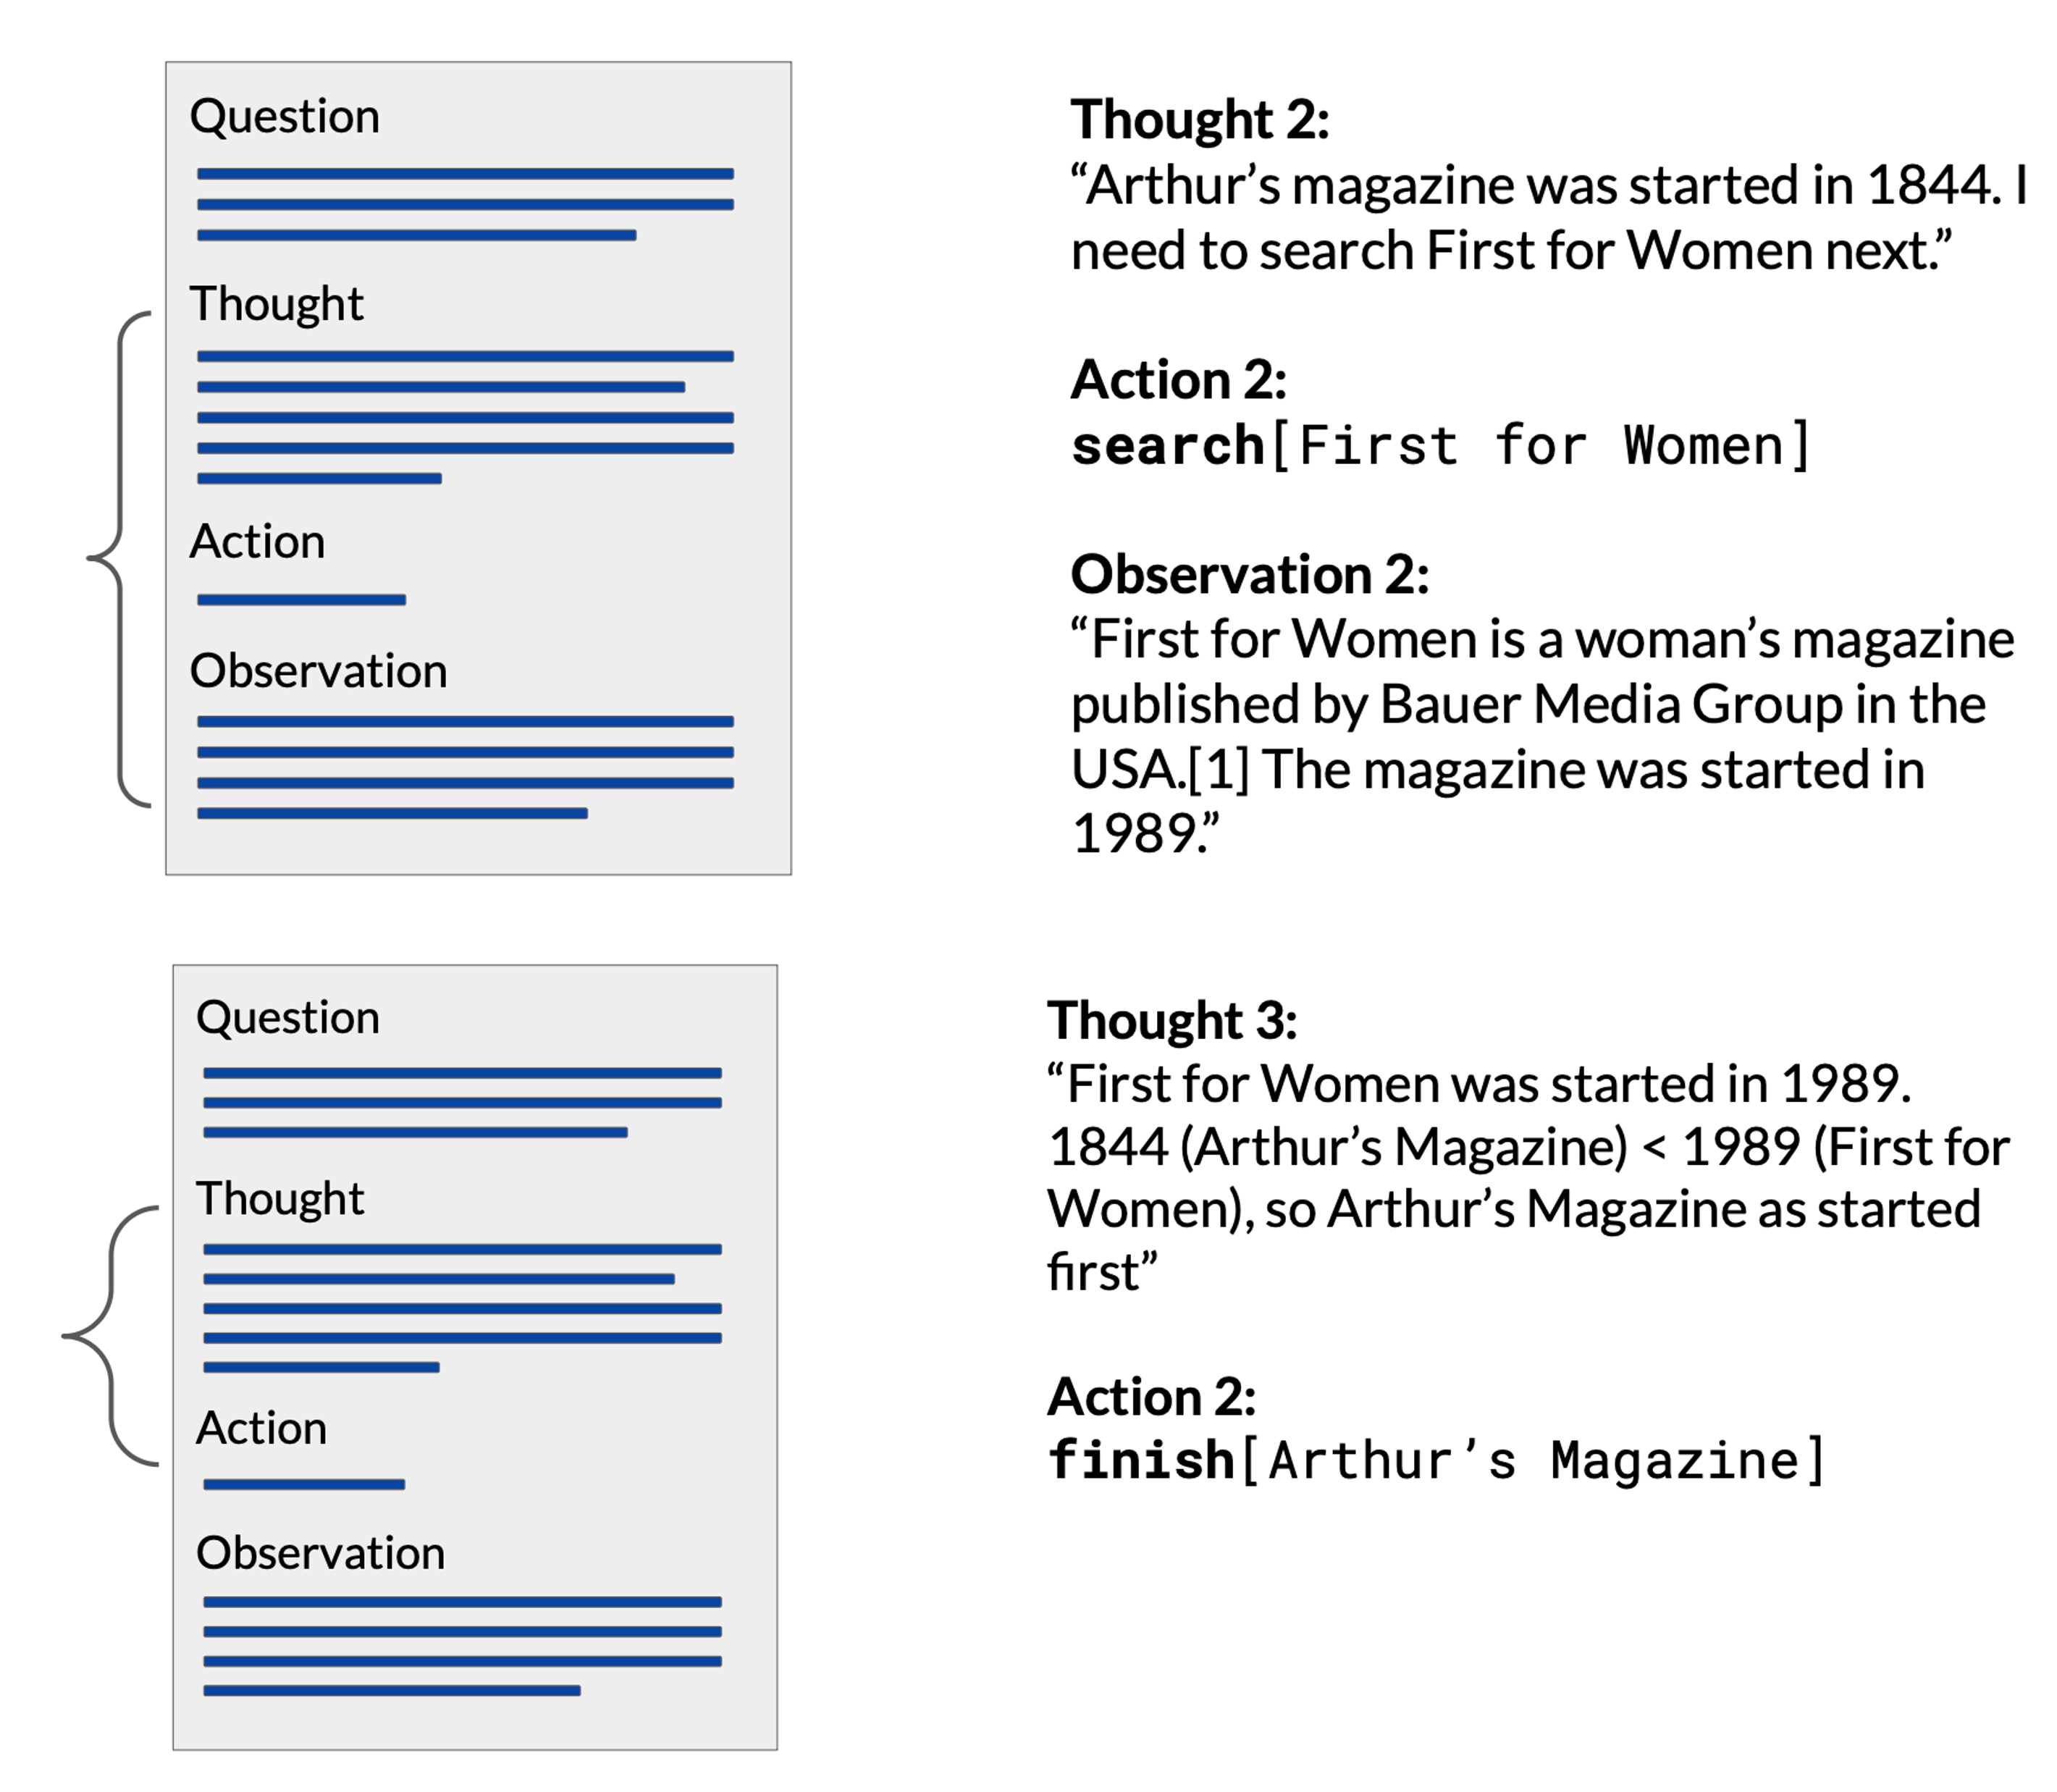 Question
Thought
Action
Observation
Thought 2:
“Arthur’s magazine was started in 1844. I
need to search First for Women next.”
Action 2:
search[First for Women]
Observation 2:
“First for Women is a woman’s magazine
published by Bauer Media Group in the
USA.[1] The magazine was started in
1989.”
Question
Thought
Action
Observation
Thought 3:
“First for Women was started in 1989.
1844 (Arthur’s Magazine) < 1989 (First for
Women), so Arthur’s Magazine as started
first”
Action 2:
finish[Arthur’s Magazine]